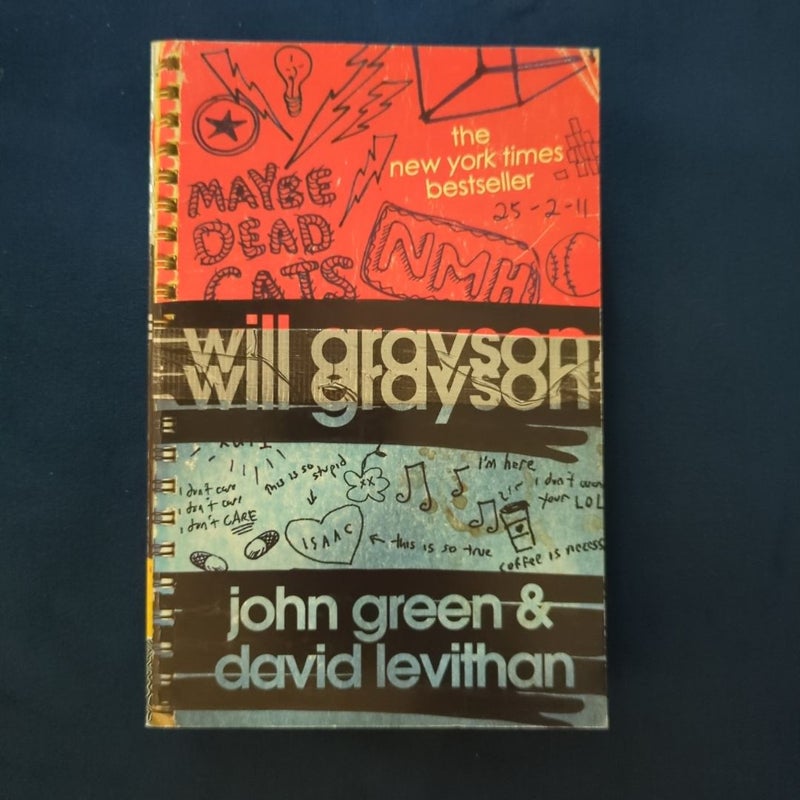 the
new york times
bestseller
25-2-11
MAYBE
DEAD
CATS
NMH
will grayson,
will grayson
I'm here
this is so
stupid
xx
i don't care
i don't care
i don't CARE
i don't
your LOL
ISAAC
this is so true
coffee is
john green &
david levithan